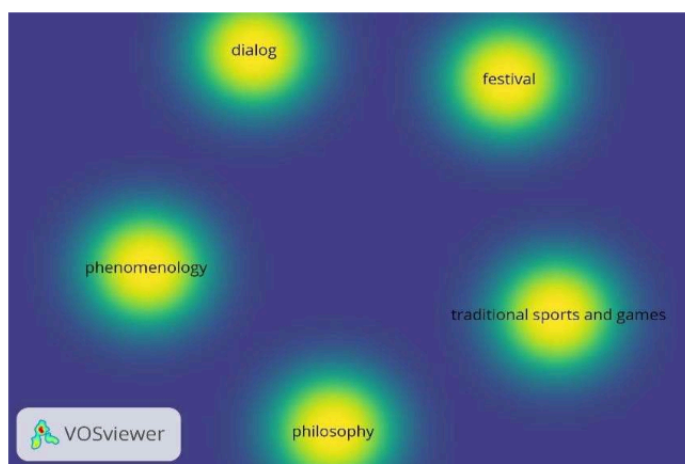 dialog
festival
phenomenology
traditional sports and games
philosophy
VOSviewer